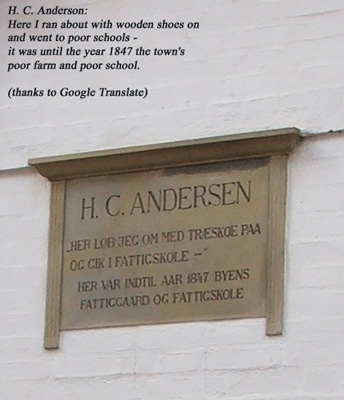 H. C. Anderson:
Here I ran about with wooden shoes on
and went to poor schools -
it was until the year 1847 the town's
poor farm and poor school.
(thanks to Google Translate)
H. C. ANDERSEN
„HER LØB JEG OM MED TRÆSKOE PAA
OG GIK I FATTIGSKOLE —"
HER VAR INDTIL AAR 1847 BYENS
FATTIGGAARD OG FATTIGSKOLE